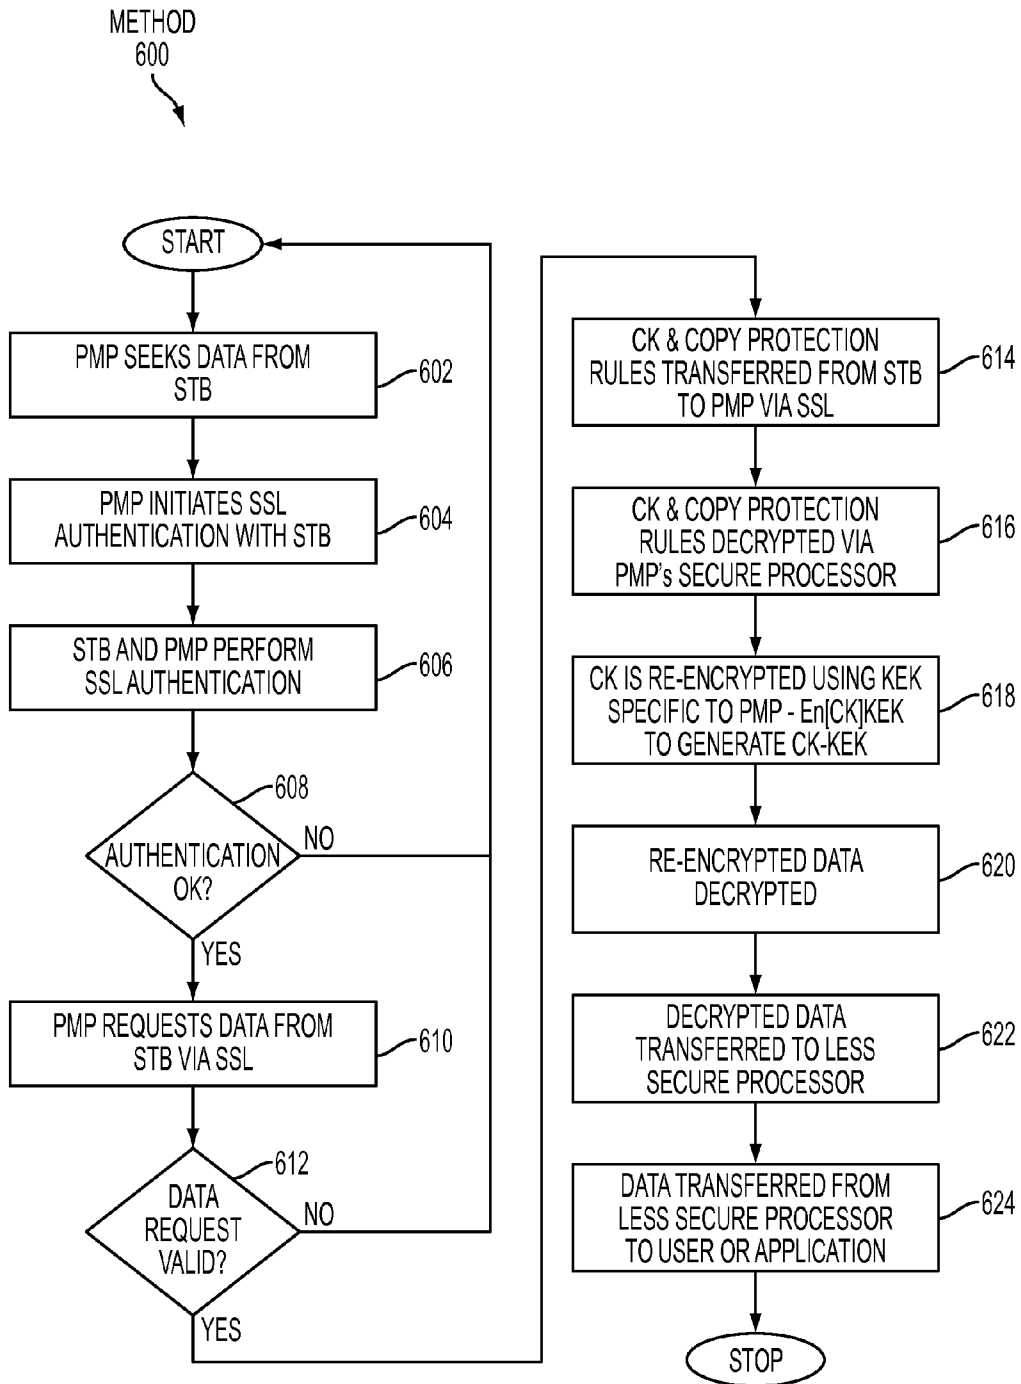 METHOD
600
START
PMP SEEKS DATA FROM
STB
602
PMP INITIATES SSL
AUTHENTICATION WITH STB
604
STB AND PMP PERFORM
SSL AUTHENTICATION
606
608
AUTHENTICATION
OK?
NO
YES
PMP REQUESTS DATA FROM
STB VIA SSL
610
612
DATA
REQUEST
VALID?
NO
YES
CK & COPY PROTECTION
RULES TRANSFERRED FROM STB
TO PMP VIA SSL
614
CK & COPY PROTECTION
RULES DECRYPTED VIA
PMP's SECURE PROCESSOR
616
CK IS RE-ENCRYPTED USING KEK
SPECIFIC TO PMP - En[CK]KEK
TO GENERATE CK-KEK
618
RE-ENCRYPTED DATA
DECRYPTED
620
DECRYPTED DATA
TRANSFERRED TO LESS
SECURE PROCESSOR
622
DATA TRANSFERRED FROM
LESS SECURE PROCESSOR
TO USER OR APPLICATION
624
STOP